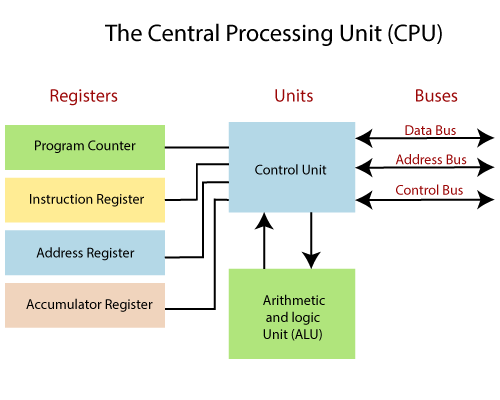 The Central Processing Unit (CPU)
Registers
Units
Buses
Program Counter
Instruction Register
Address Register
Accumulator Register
Control Unit
Arithmetic
and logic
Unit (ALU)
Data Bus
Address Bus
Control Bus